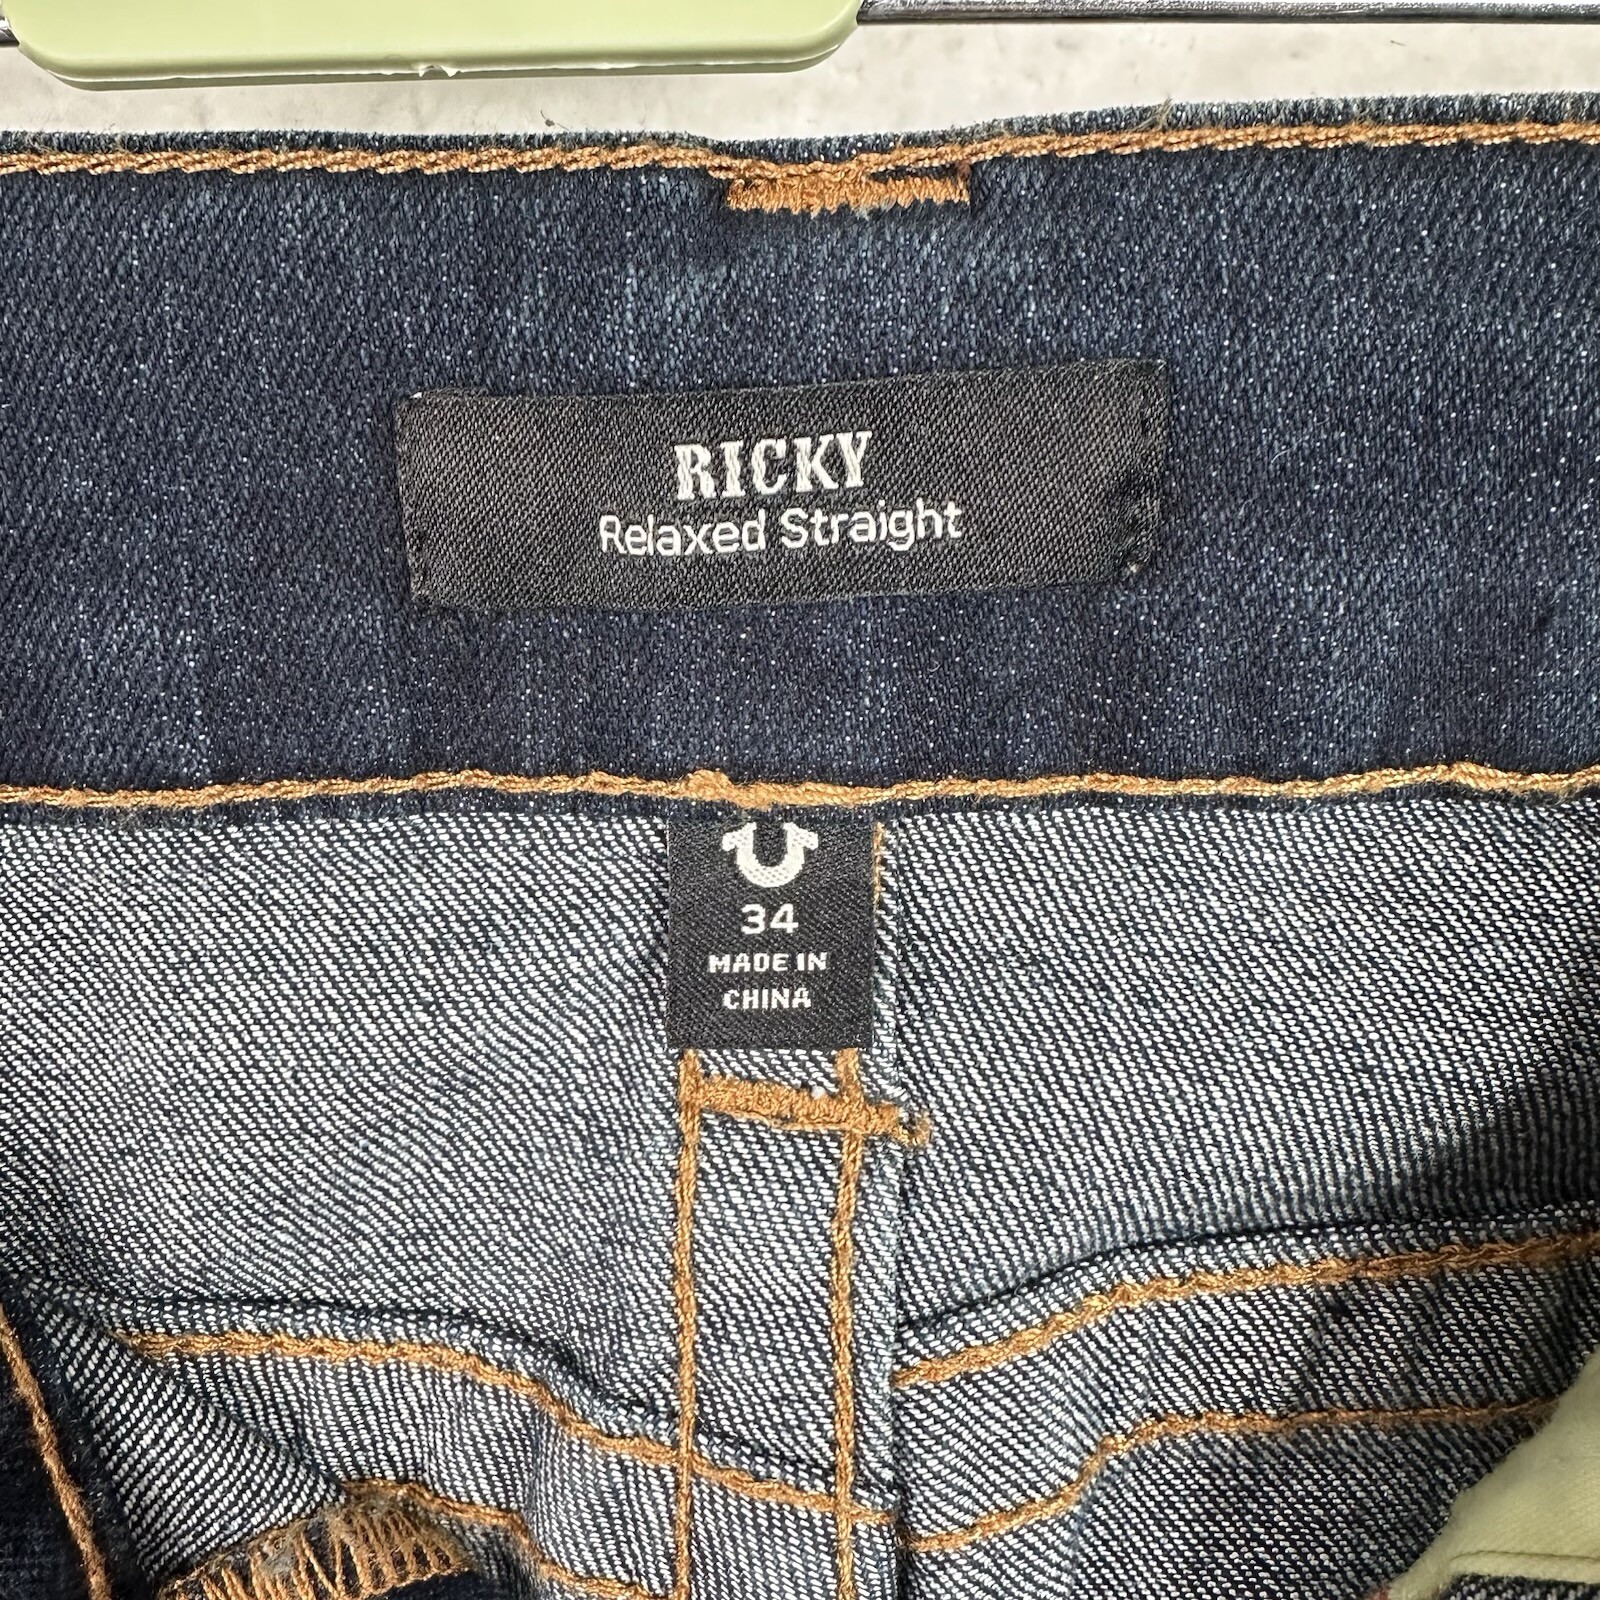 RICKY
Relaxed Straight
34
MADE IN
CHINA